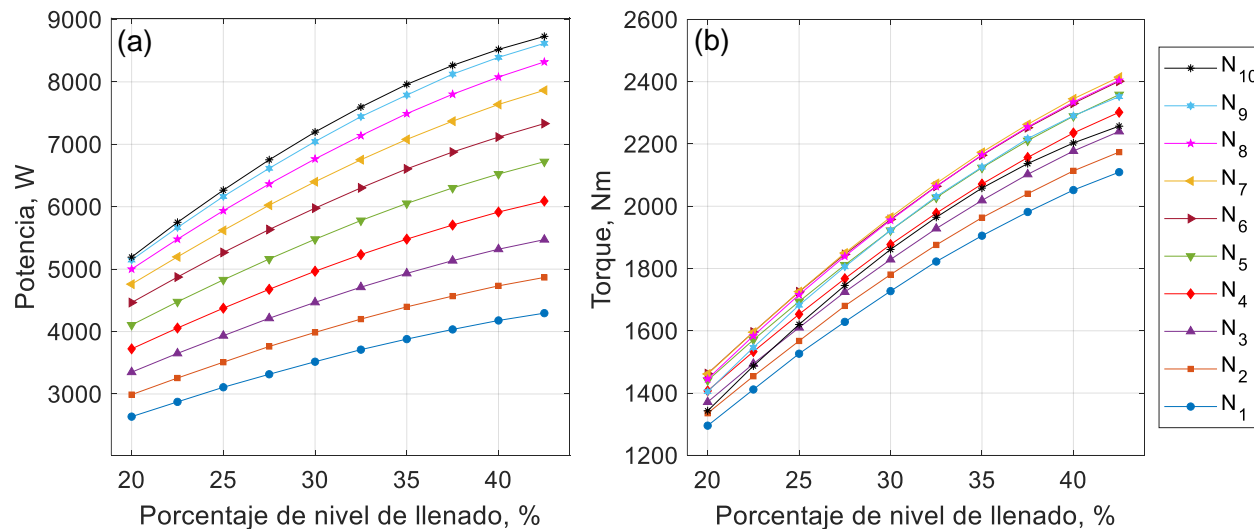 (a)
9000
8000
7000
6000
5000
4000
3000
Potencia, W
20 25 30 35 40
Porcentaje de nivel de llenado, %
(b)
2600
2400
2200
2000
1800
1600
1400
1200
Torque, Nm
20 25 30 35 40
Porcentaje de nivel de llenado, %
N10
N9
N8
N7
N6
N5
N4
N3
N2
N1